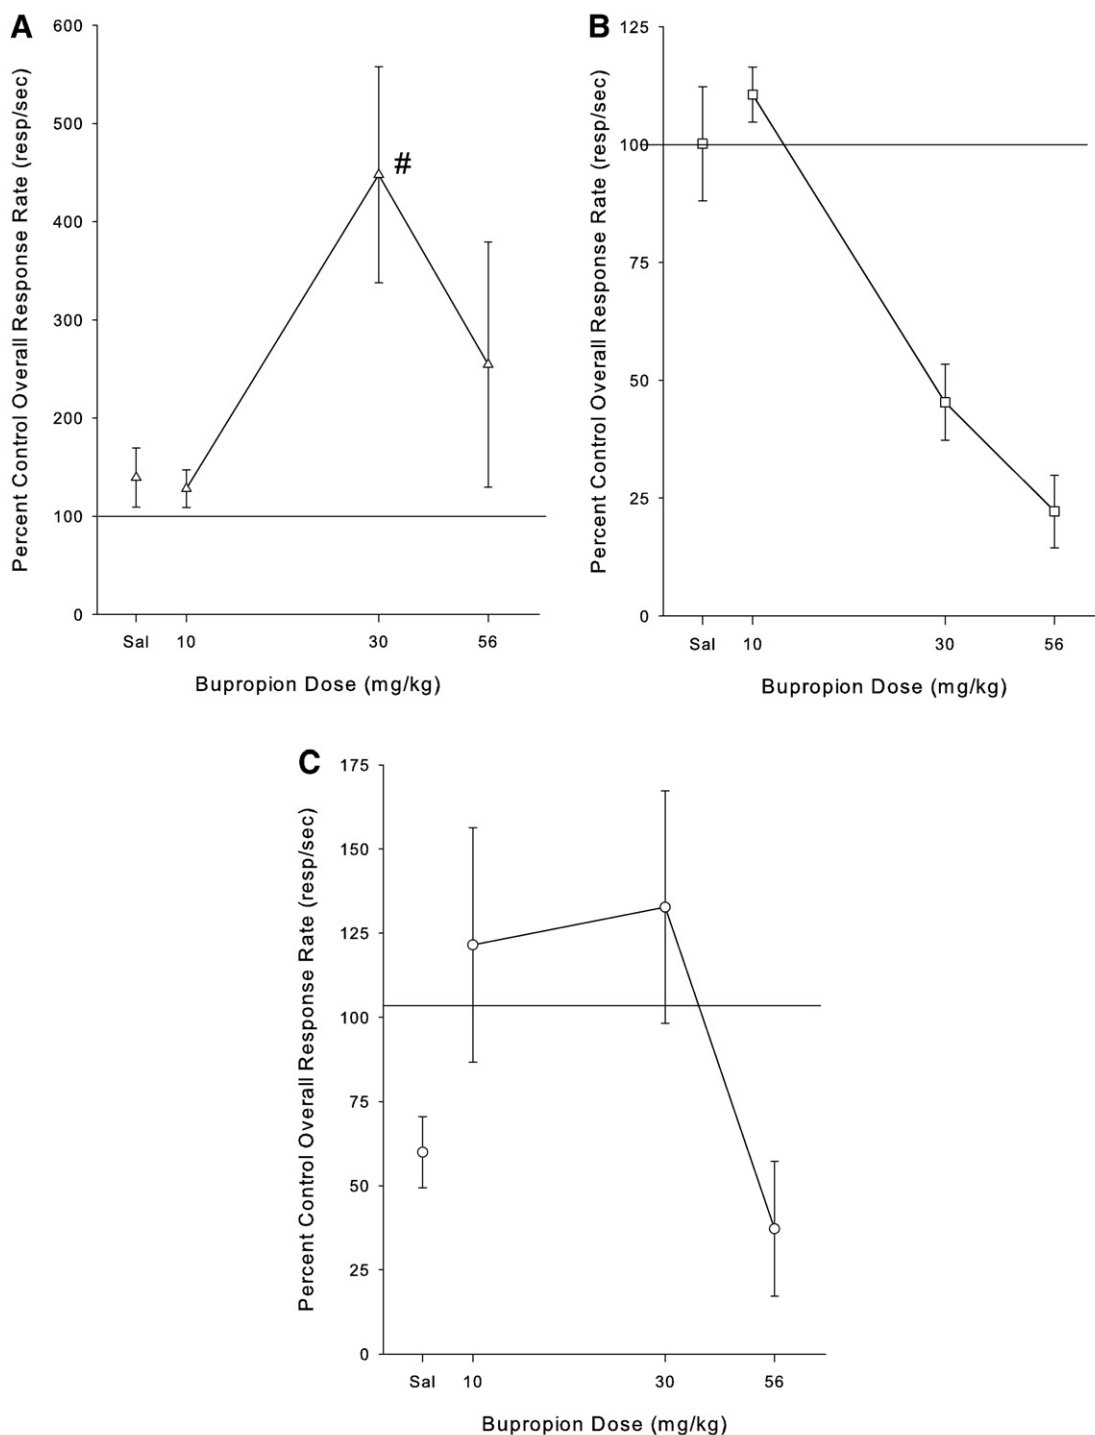 A
Percent Control Overall Response Rate (resp/sec)
600
500
400
300
200
100
0
#
Sal 10 30 56
Bupropion Dose (mg/kg)
B
Percent Control Overall Response Rate (resp/sec)
125
100
75
50
25
0
Sal 10 30 56
Bupropion Dose (mg/kg)
C
Percent Control Overall Response Rate (resp/sec)
175
150
125
100
75
50
25
0
Sal 10 30 56
Bupropion Dose (mg/kg)